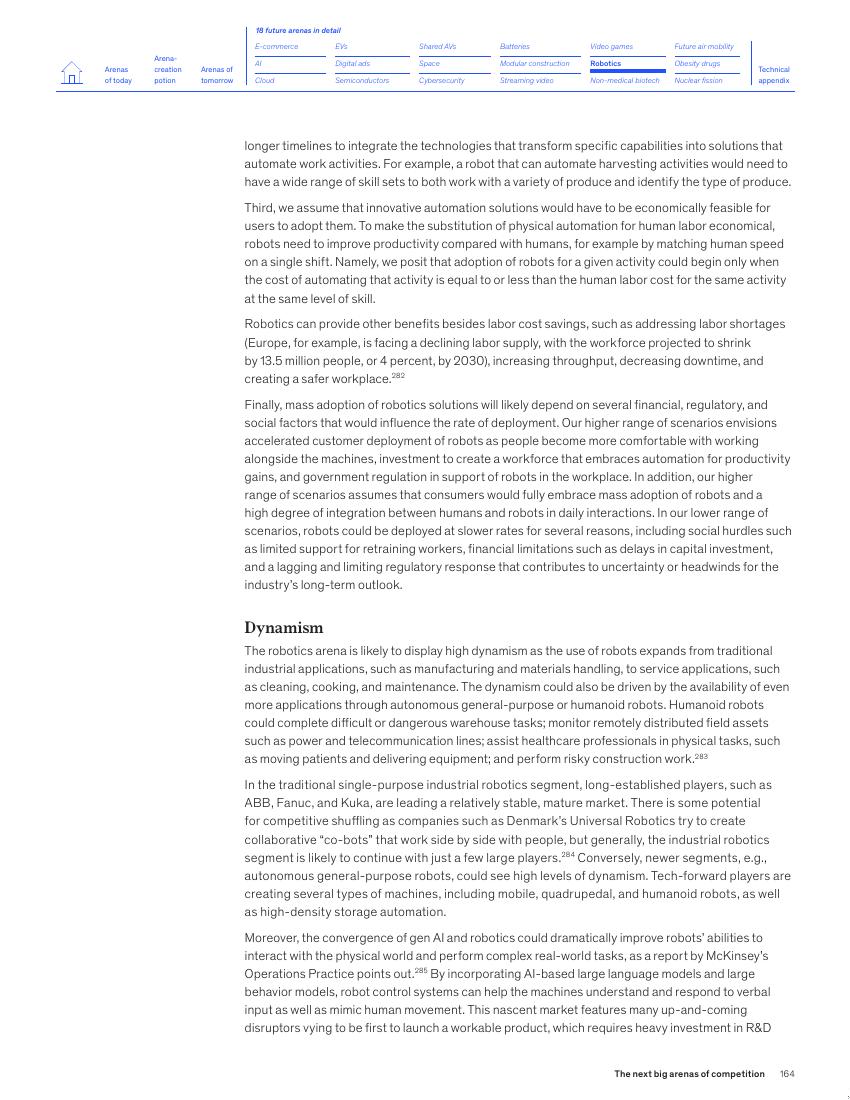 18 future arenas in detail
Arenas of today
Arena-creation potion
Arenas of tomorrow
E-commerce
EVs
Shared AVs
Batteries
Video games
Future air mobility
AI
Digital ads
Space
Modular construction
Robotics
Obesity drugs
Cloud
Semiconductors
Cybersecurity
Streaming video
Non-medical biotech
Nuclear fission
Technical appendix
longer timelines to integrate the technologies that transform specific capabilities into solutions that
automate work activities. For example, a robot that can automate harvesting activities would need to
have a wide range of skill sets to both work with a variety of produce and identify the type of produce.
Third, we assume that innovative automation solutions would have to be economically feasible for
users to adopt them. To make the substitution of physical automation for human labor economical,
robots need to improve productivity compared with humans, for example by matching human speed
on a single shift. Namely, we posit that adoption of robots for a given activity could begin only when
the cost of automating that activity is equal to or less than the human labor cost for the same activity
at the same level of skill.
Robotics can provide other benefits besides labor cost savings, such as addressing labor shortages
(Europe, for example, is facing a declining labor supply, with the workforce projected to shrink
by 13.5 million people, or 4 percent, by 2030), increasing throughput, decreasing downtime, and
creating a safer workplace.282
Finally, mass adoption of robotics solutions will likely depend on several financial, regulatory, and
social factors that would influence the rate of deployment. Our higher range of scenarios envisions
accelerated customer deployment of robots as people become more comfortable with working
alongside the machines, investment to create a workforce that embraces automation for productivity
gains, and government regulation in support of robots in the workplace. In addition, our higher
range of scenarios assumes that consumers would fully embrace mass adoption of robots and a
high degree of integration between humans and robots in daily interactions. In our lower range of
scenarios, robots could be deployed at slower rates for several reasons, including social hurdles such
as limited support for retraining workers, financial limitations such as delays in capital investment,
and a lagging and limiting regulatory response that contributes to uncertainty or headwinds for the
industry's long-term outlook.
Dynamism
The robotics arena is likely to display high dynamism as the use of robots expands from traditional
industrial applications, such as manufacturing and materials handling, to service applications, such
as cleaning, cooking, and maintenance. The dynamism could also be driven by the availability of even
more applications through autonomous general-purpose or humanoid robots. Humanoid robots
could complete difficult or dangerous warehouse tasks; monitor remotely distributed field assets
such as power and telecommunication lines; assist healthcare professionals in physical tasks, such
as moving patients and delivering equipment; and perform risky construction work.283
In the traditional single-purpose industrial robotics segment, long-established players, such as
ABB, Fanuc, and Kuka, are leading a relatively stable, mature market. There is some potential
for competitive shuffling as companies such as Denmark's Universal Robotics try to create
collaborative "co-bots" that work side by side with people, but generally, the industrial robotics
segment is likely to continue with just a few large players.284 Conversely, newer segments, e.g.,
autonomous general-purpose robots, could see high levels of dynamism. Tech-forward players are
creating several types of machines, including mobile, quadrupedal, and humanoid robots, as well
as high-density storage automation.
Moreover, the convergence of gen AI and robotics could dramatically improve robots' abilities to
interact with the physical world and perform complex real-world tasks, as a report by McKinsey's
Operations Practice points out.285 By incorporating AI-based large language models and large
behavior models, robot control systems can help the machines understand and respond to verbal
input as well as mimic human movement. This nascent market features many up-and-coming
disruptors vying to be first to launch a workable product, which requires heavy investment in R&D
The next big arenas of competition 164